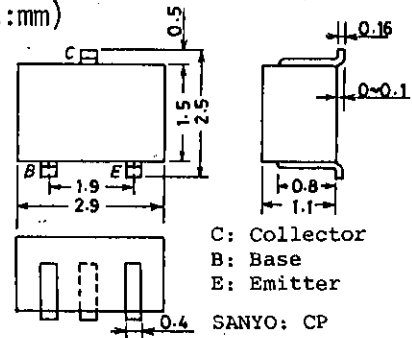 .:mm)
C
0.5
0.16
0~0.1
1.5
2.5
B
E
1.9
2.9
0.8
1.1
C: Collector
B: Base
E: Emitter
0.4
SANYO: CP